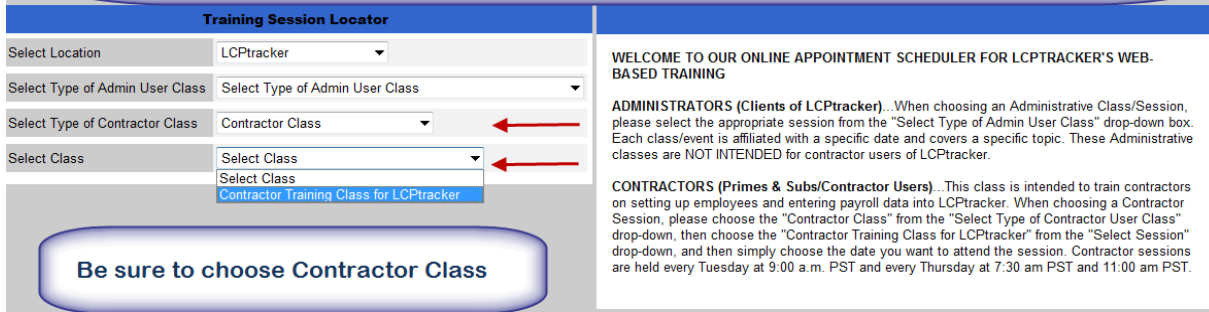 Training Session Locator
Select Location
LCPtracker
Select Type of Admin User Class
Select Type of Admin User Class
Select Type of Contractor Class
Contractor Class
Select Class
Select Class
Select Class
Contractor Training Class for LCPtracker
Be sure to choose Contractor Class
WELCOME TO OUR ONLINE APPOINTMENT SCHEDULER FOR LCPTRACKER'S WEB-
BASED TRAINING
ADMINISTRATORS (Clients of LCPtracker)...When choosing an Administrative Class/Session,
please select the appropriate session from the "Select Type of Admin User Class" drop-down box.
Each class/event is affiliated with a specific date and covers a specific topic. These Administrative
classes are NOT INTENDED for contractor users of LCPtracker.
CONTRACTORS (Primes & Subs/Contractor Users)...This class is intended to train contractors
on setting up employees and entering payroll data into LCPtracker. When choosing a Contractor
Session, please choose the "Contractor Class" from the "Select Type of Contractor User Class"
drop-down, then choose the "Contractor Training Class for LCPtracker" from the "Select Session"
drop-down, and then simply choose the date you want to attend the session. Contractor sessions
are held every Tuesday at 9:00 a.m. PST and every Thursday at 7:30 am PST and 11:00 am PST.